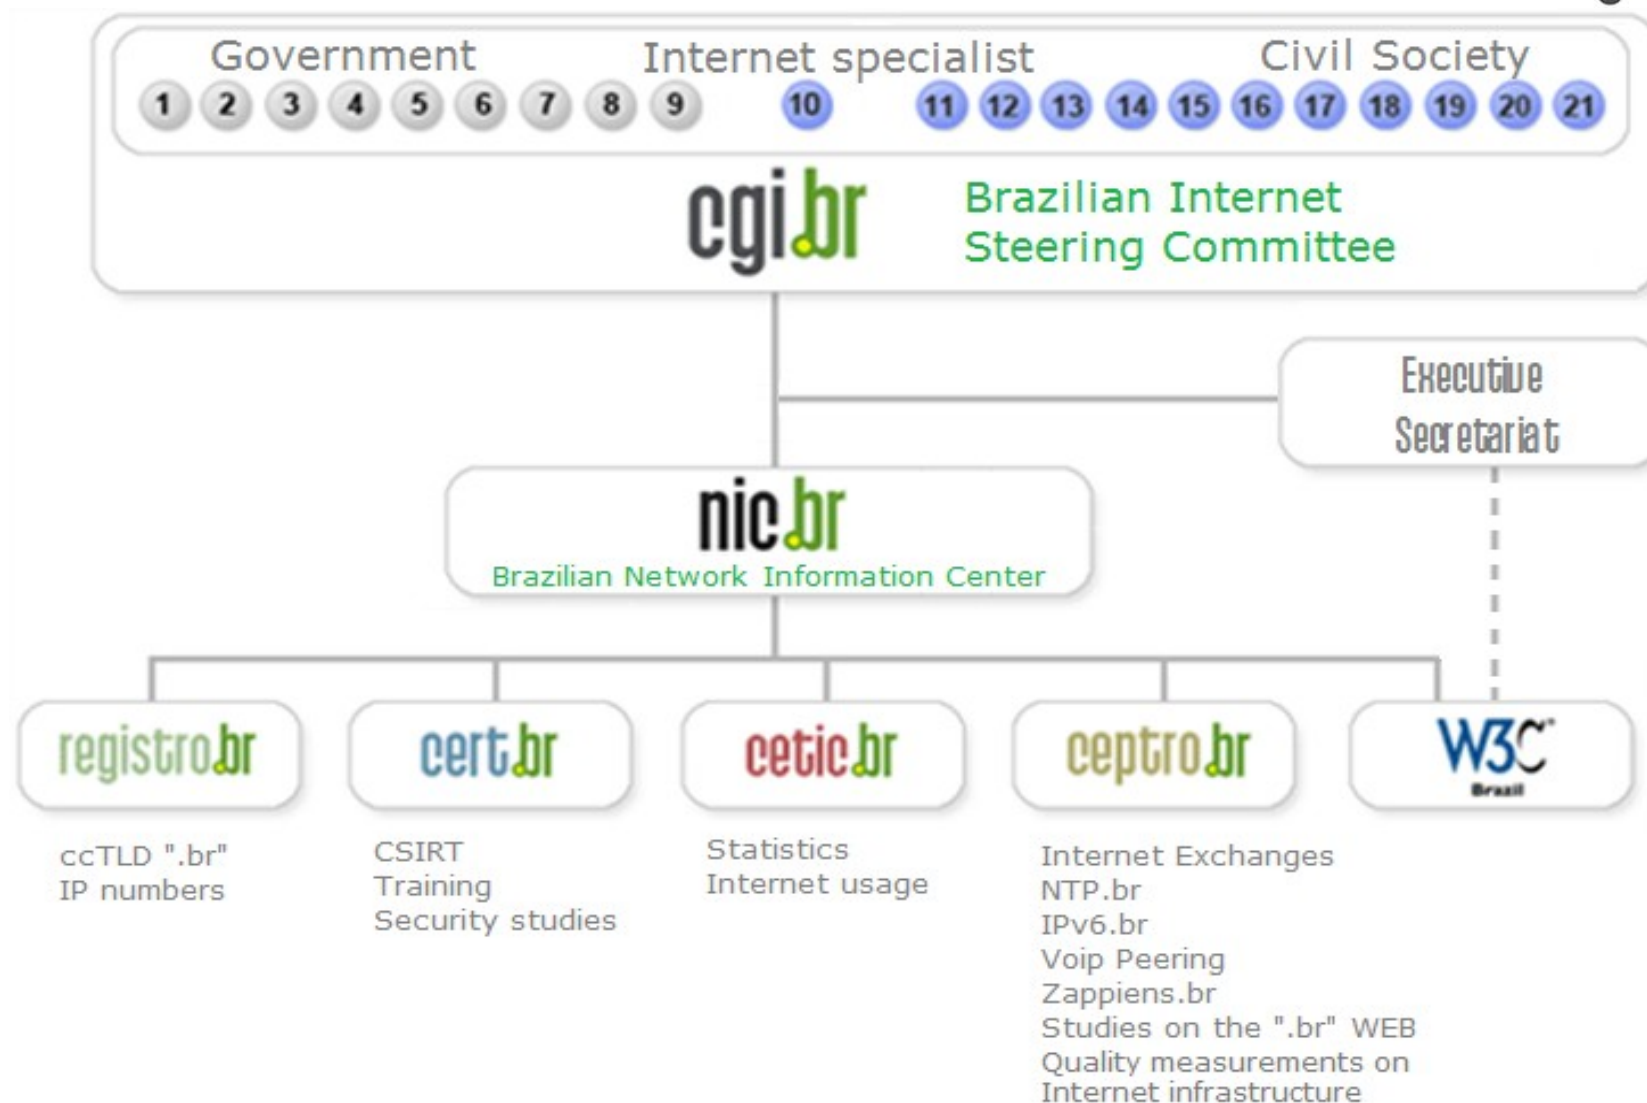 Government Internet specialist Civil Society
1 2 3 4 5 6 7 8 9 10 11 12 13 14 15 16 17 18 19 20 21
cgi.br
Brazilian Internet
Steering Committee
Executive
Secretariat
nic.br
Brazilian Network Information Center
registro.br
ccTLD ".br"
IP numbers
cert.br
CSIRT
Training
Security studies
cetic.br
Statistics
Internet usage
ceptro.br
Internet Exchanges
NTP.br
IPv6.br
Voip Peering
Zappiens.br
Studies on the ".br" WEB
Quality measurements on
Internet infrastructure
W3C
Brazil